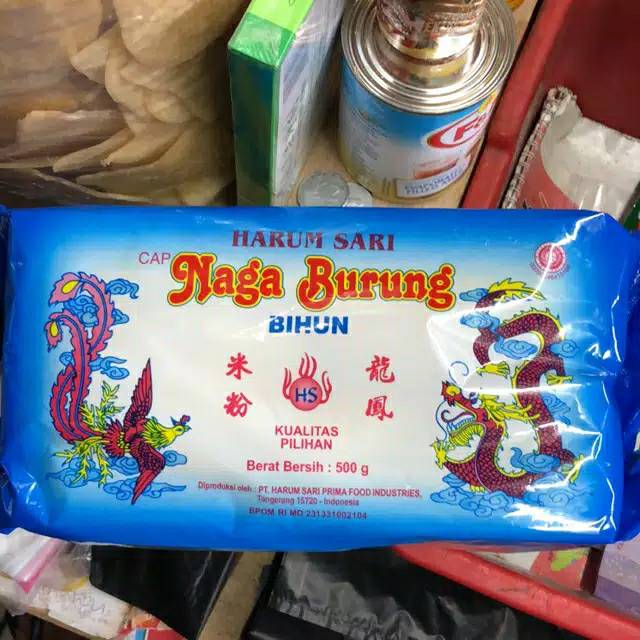 HARUM SARI
CAP Naga Burung
BIHUN
米粉
HS
龍鳳
KUALITAS
PILIHAN
Berat Bersih : 500 g
Diproduksi oleh : PT. HARUM SARI PRIMA FOOD INDUSTRIES,
Tangerang 15720 - Indonesia
BPOM RI MD 231331002104